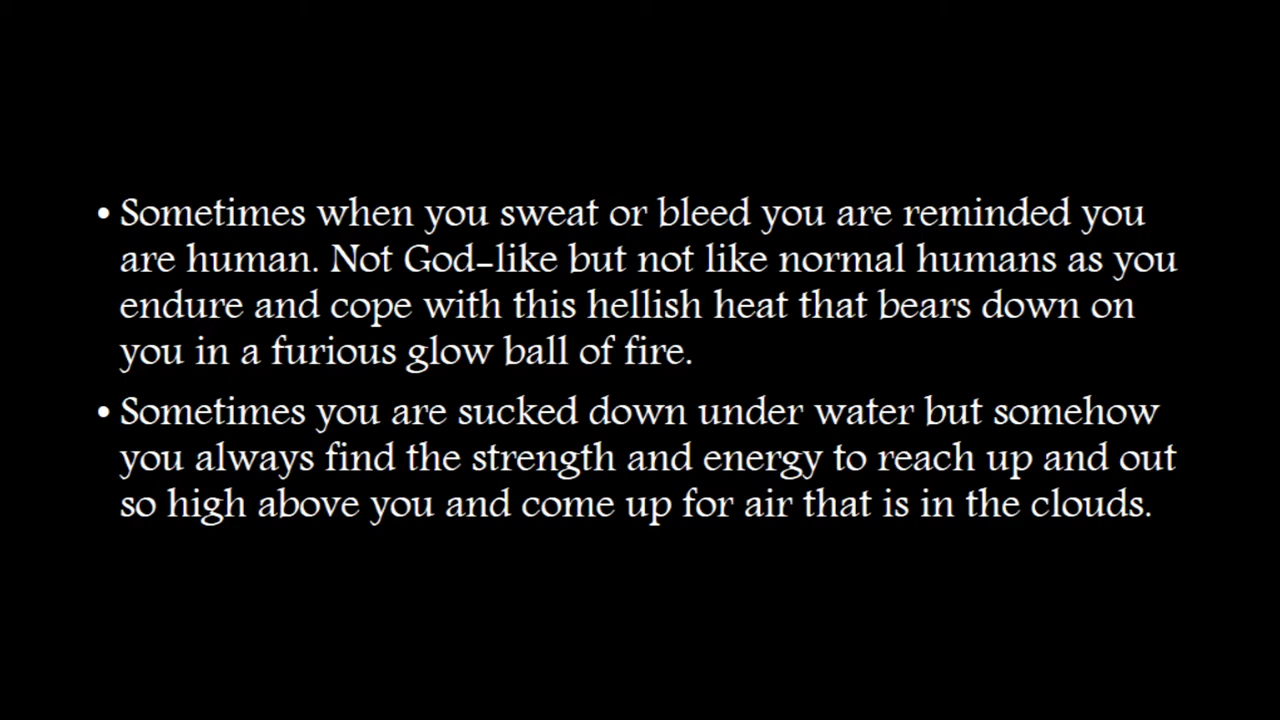 • Sometimes when you sweat or bleed you are reminded you
are human. Not God-like but not like normal humans as you
endure and cope with this hellish heat that bears down on
you in a furious glow ball of fire.
• Sometimes you are sucked down under water but somehow
you always find the strength and energy to reach up and out
so high above you and come up for air that is in the clouds.